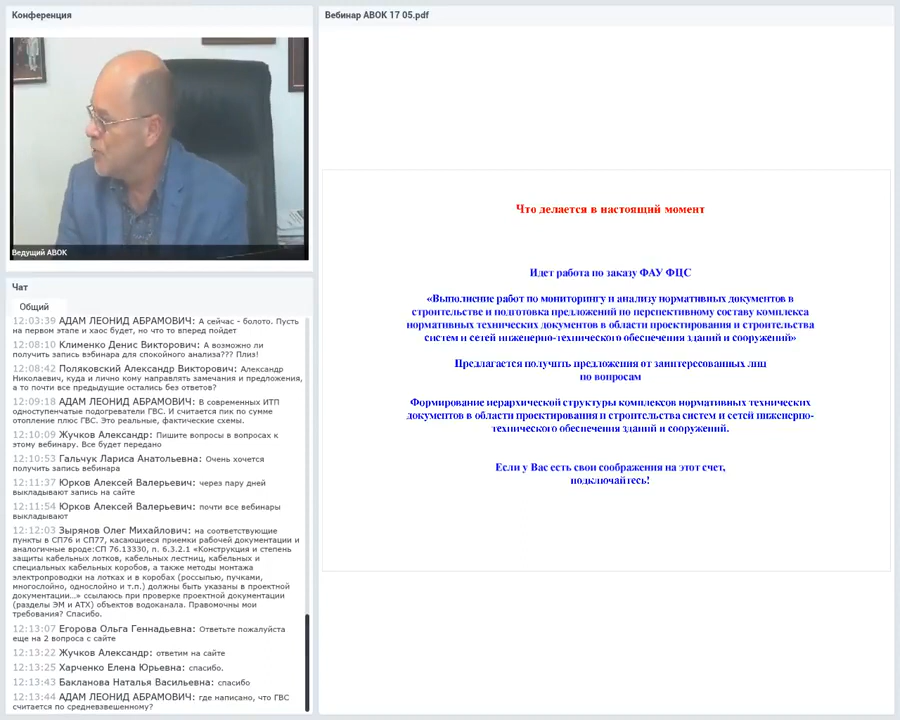 Конференция
Ведущий АВОК
Чат
Общий
12:03:39 АДАМ ЛЕОНИД АБРАМОВИЧ: А сейчас - болото. Пусть
на первом этапе и хаос будет, но что то вперед пойдет
12:08:10 Клименко Денис Викторович: А возможно ли
получить запись вэбинара для спокойного анализа??? Плиз!
12:08:42 Поляковский Александр Викторович: Александр
Николаевич, куда и лично кому направлять замечания и предложения,
а то почти все предыдущие остались без ответов?
12:09:18 АДАМ ЛЕОНИД АБРАМОВИЧ: В современных ИТП
одноступенчатые подогреватели ГВС. И считается пик по сумме
отопление плюс ГВС. Это реальные, фактические схемы.
12:10:09 Жучков Александр: Пишите вопросы в вопросах к
этому вебинару. Все будет передано
12:10:53 Гальчук Лариса Анатольевна: Очень хочется
получить запись вебинара
12:11:37 Юрков Алексей Валерьевич: через пару дней
выкладывают запись на сайте
12:11:54 Юрков Алексей Валерьевич: почти все вебинары
выкладывают
12:12:03 Зырянов Олег Михайлович: на соответствующие
пункты в СП76 и СП77, касающиеся приемки рабочей документации и
аналогичные вроде:СП 76.13330, п. 6.3.2.1 «Конструкция и степень
защиты кабельных лотков, кабельных лестниц, кабельных и
специальных кабельных коробов, а также методы монтажа
электропроводки на лотках и в коробах (россыпью, пучками,
многослойно, однослойно и т.п.) должны быть указаны в проектной
документации...» ссылаюсь при проверке проектной документации
(разделы ЭМ и АТХ) объектов водоканала. Правомочны мои
требования? Спасибо.
12:13:07 Егорова Ольга Геннадьевна: Ответьте пожалуйста
еще на 2 вопроса с сайте
12:13:22 Жучков Александр: ответим на сайте
12:13:25 Харченко Елена Юрьевна: спасибо.
12:13:43 Бакланова Наталья Васильевна: спасибо
12:13:44 АДАМ ЛЕОНИД АБРАМОВИЧ: где написано, что ГВС
считается по средневзвешенному?
Вебинар АВОК 17 05.pdf
Что делается в настоящий момент
Идет работа по заказу ФАУ ФЦС
«Выполнение работ по мониторингу и анализу нормативных документов в
строительстве и подготовка предложений по перспективному составу комплекса
нормативных технических документов в области проектирования и строительства
систем и сетей инженерно-технического обеспечения зданий и сооружений»
Предлагается получить предложения от заинтересованных лиц
по вопросам
Формирование иерархической структуры комплексов нормативных технических
документов в области проектирования и строительства систем и сетей инженерно-
технического обеспечения зданий и сооружений.
Если у Вас есть свои соображения на этот счет,
подключайтесь!